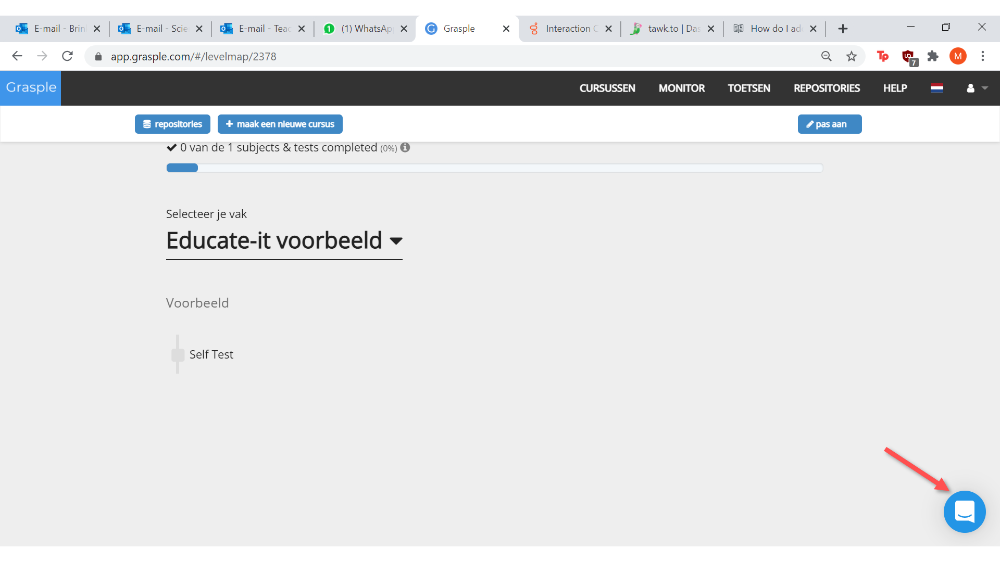 E-mail - Brin
E-mail - Scie
E-mail - Teac
(1) WhatsAp
Grasple
Interaction C
tawk.to | Das
How do I ad
app.grasple.com/#/levelmap/2378
Tp
7
M
Grasple
CURSUSSEN
MONITOR
TOETSEN
REPOSITORIES
HELP
repositories
maak een nieuwe cursus
pas aan
0 van de 1 subjects & tests completed (0%)
Selecteer je vak
Educate-it voorbeeld
Voorbeeld
Self Test